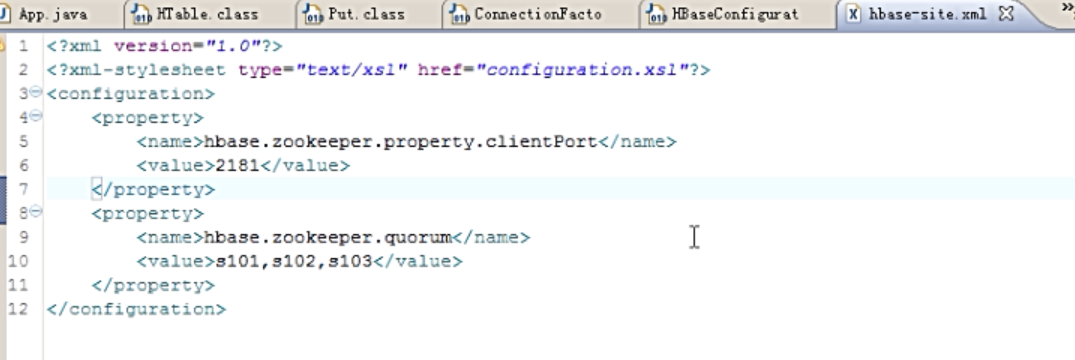 App.java HTable.class Put.class ConnectionFacto HBaseConfigurat hbase-site.xml
1 <?xml version="1.0"?>
2 <?xml-stylesheet type="text/xsl" href="configuration.xsl"?>
3 <configuration>
4 <property>
5 <name>hbase.zookeeper.property.clientPort</name>
6 <value>2181</value>
7 </property>
8 <property>
9 <name>hbase.zookeeper.quorum</name>
10 <value>s101,s102,s103</value>
11 </property>
12 </configuration>